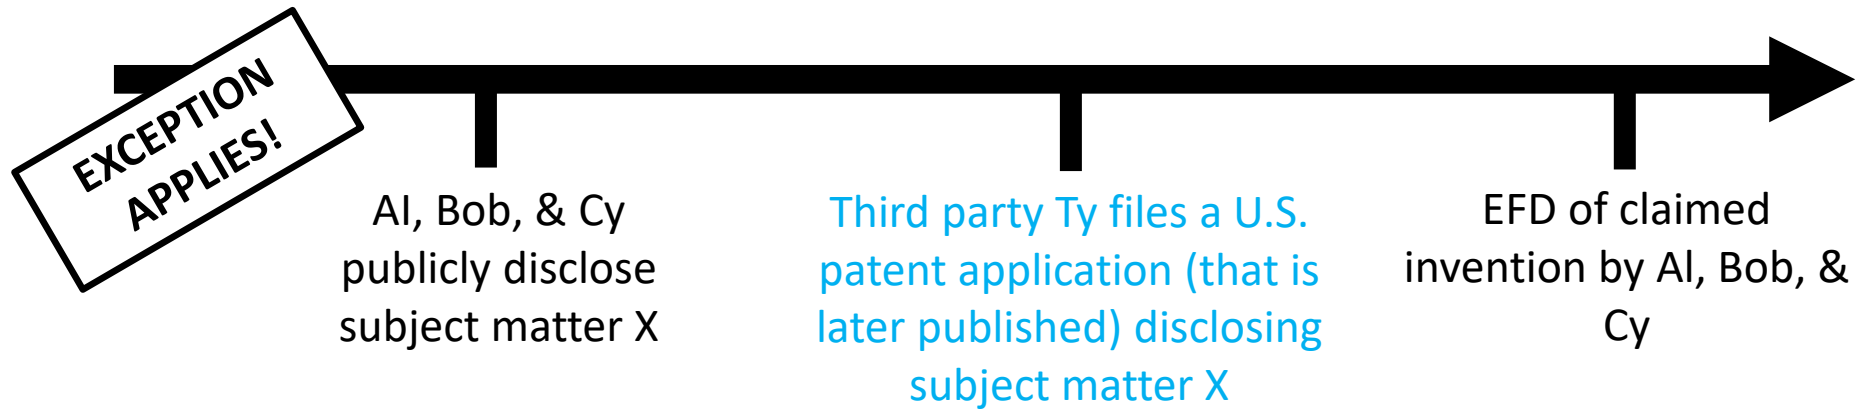 EXCEPTION
APPLIES!
Al, Bob, & Cy
publicly disclose
subject matter X
Third party Ty files a U.S.
patent application (that is
later published) disclosing
subject matter X
EFD of claimed
invention by Al, Bob, &
Cy